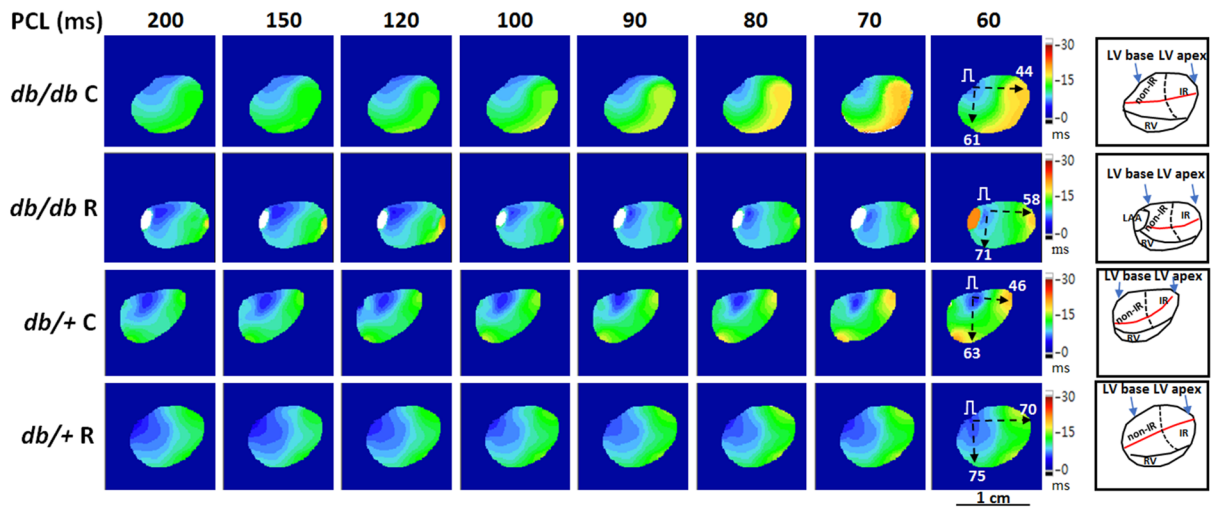 PCL (ms) 200 150 120 100 90 80 70 60
db/db C
44
61
30
15
0
ms
LV base LV apex
non-IR
IR
RV
db/db R
58
71
30
15
0
ms
LV base LV apex
LAA
non-IR
IR
RV
db/+ C
46
63
30
15
0
ms
LV base LV apex
non-IR
IR
RV
db/+ R
70
75
30
15
0
ms
LV base LV apex
non-IR
IR
RV
1 cm